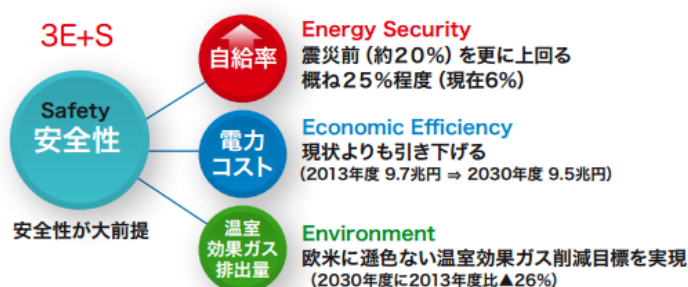 3E+S
Safety
安全性
安全性が大前提
自給率
Energy Security
震災前（約20％）を更に上回る
概ね25％程度（現在6％）
電力
コスト
Economic Efficiency
現状よりも引き下げる
（2013年度 9.7兆円 ⇒ 2030年度 9.5兆円）
温室
効果ガス
排出量
Environment
欧米に遜色ない温室効果ガス削減目標を実現
（2030年度に2013年度比▲26％）